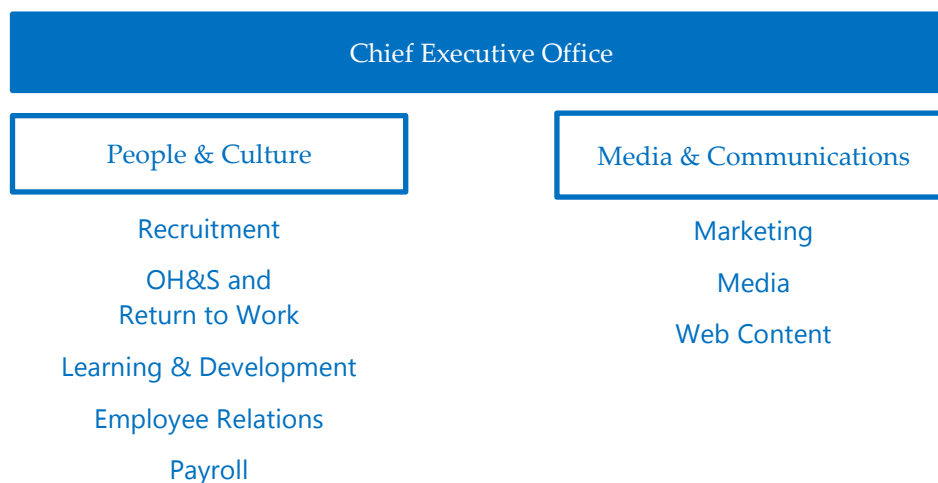 Chief Executive Office
People & Culture
Recruitment
OH&S and
Return to Work
Learning & Development
Employee Relations
Payroll
Media & Communications
Marketing
Media
Web Content